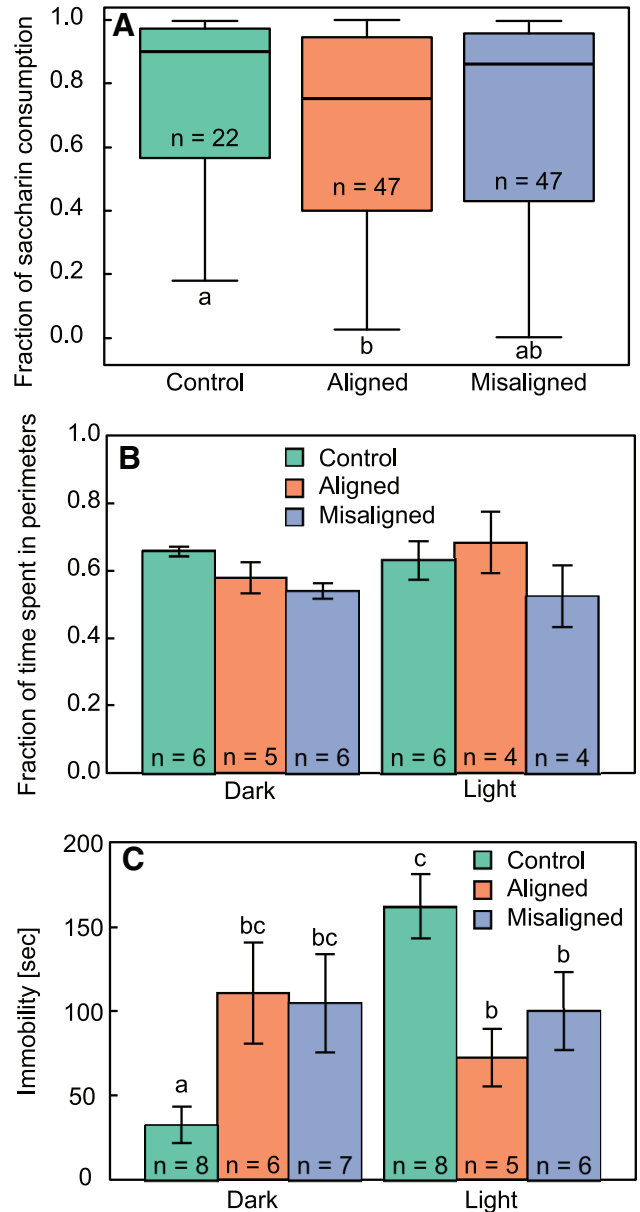 A
Fraction of saccharin consumption
1.0
0.8
0.6
0.4
0.2
0.0
n = 22
n = 47
n = 47
a
b
ab
Control
Aligned
Misaligned
B
Fraction of time spent in perimeters
1.0
0.8
0.6
0.4
0.2
0.0
Control
Aligned
Misaligned
n = 6
n = 5
n = 6
n = 6
n = 4
n = 4
Dark
Light
C
Immobility [sec]
200
150
100
50
0
Control
Aligned
Misaligned
a
bc
bc
c
b
b
n = 8
n = 6
n = 7
n = 8
n = 5
n = 6
Dark
Light